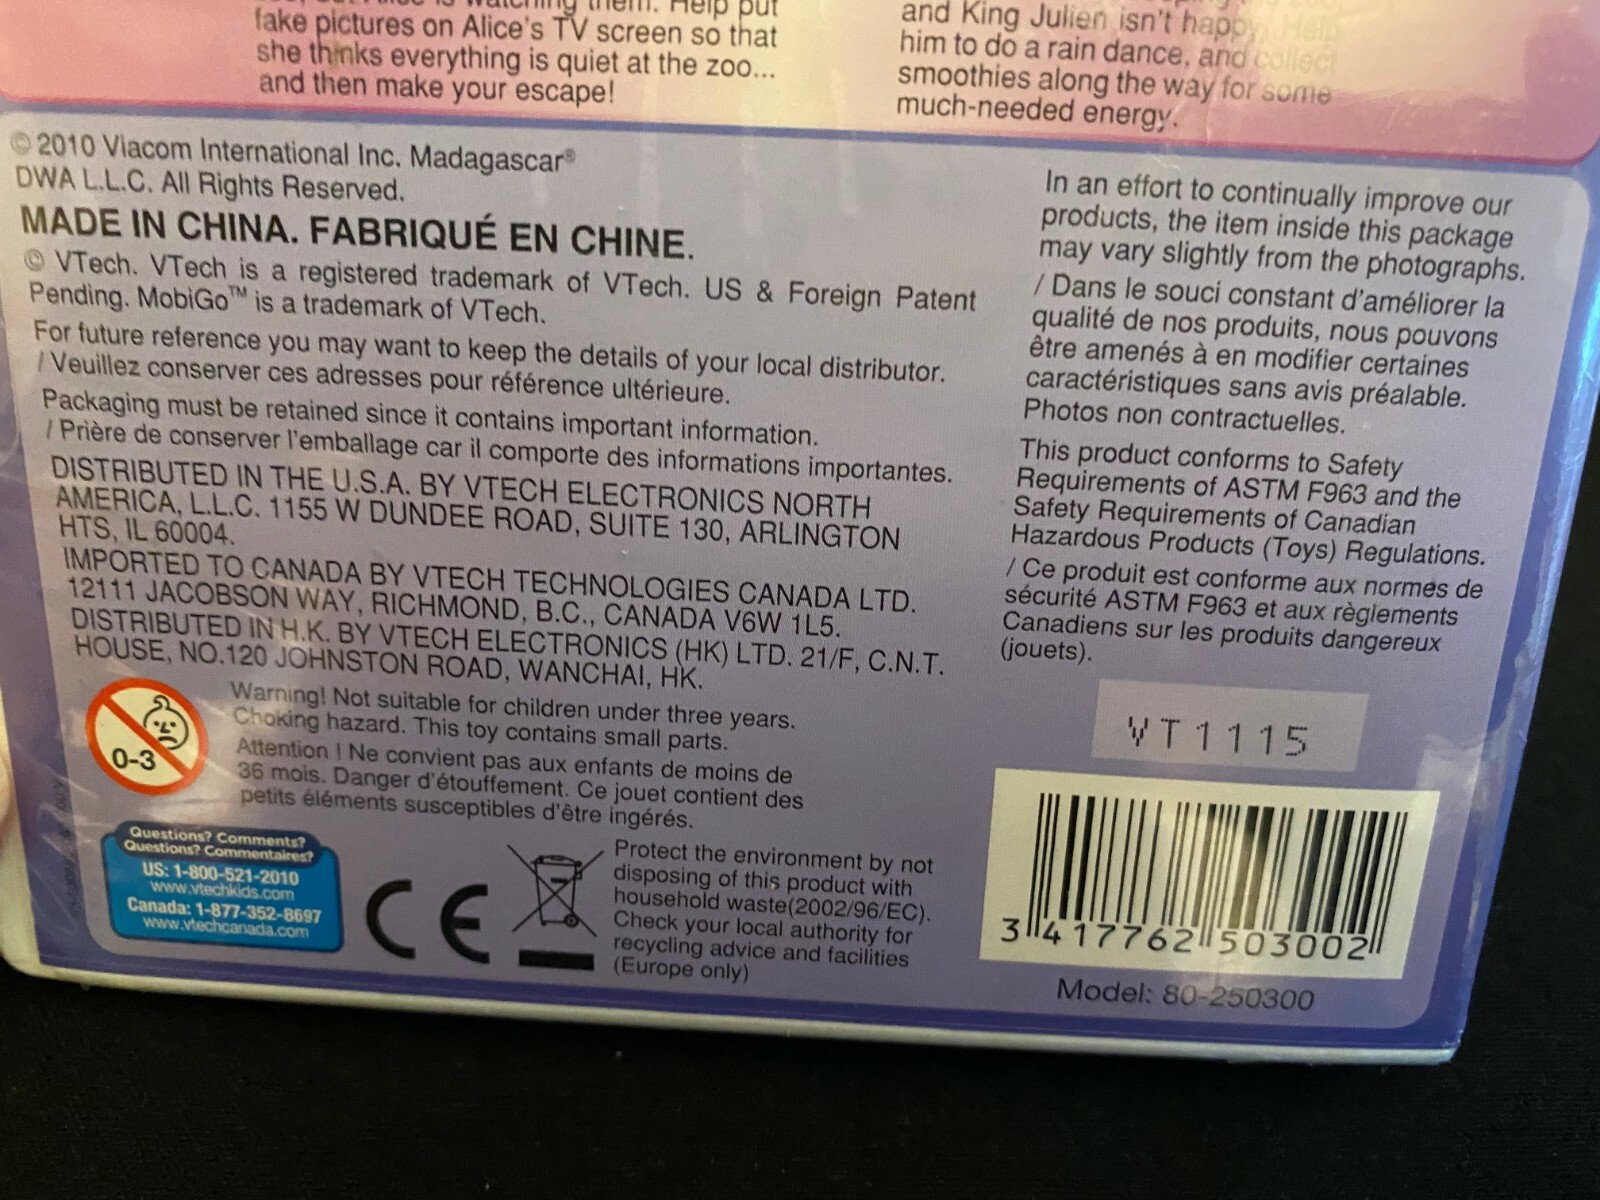 watching them. Help put
fake pictures on Alice's TV screen so that
she thinks everything is quiet at the zoo...
and then make your escape!
and King Julien isn't happy. Help
him to do a rain dance, and collect
smoothies along the way for some
much-needed energy.
© 2010 Viacom International Inc. Madagascar®
DWA L.L.C. All Rights Reserved.
MADE IN CHINA. FABRIQUÉ EN CHINE.
© VTech. VTech is a registered trademark of VTech. US & Foreign Patent
Pending. MobiGo™ is a trademark of VTech.
For future reference you may want to keep the details of your local distributor.
/ Veuillez conserver ces adresses pour référence ultérieure.
Packaging must be retained since it contains important information.
/ Prière de conserver l'emballage car il comporte des informations importantes.
DISTRIBUTED IN THE U.S.A. BY VTECH ELECTRONICS NORTH
AMERICA, L.L.C. 1155 W DUNDEE ROAD, SUITE 130, ARLINGTON
HTS, IL 60004.
IMPORTED TO CANADA BY VTECH TECHNOLOGIES CANADA LTD.
12111 JACOBSON WAY, RICHMOND, B.C., CANADA V6W 1L5.
DISTRIBUTED IN H.K. BY VTECH ELECTRONICS (HK) LTD. 21/F, C.N.T.
HOUSE, NO.120 JOHNSTON ROAD, WANCHAI, HK.
0-3
Warning! Not suitable for children under three years.
Choking hazard. This toy contains small parts.
Attention ! Ne convient pas aux enfants de moins de
36 mois. Danger d'étouffement. Ce jouet contient des
petits éléments susceptibles d'être ingérés.
Questions? Comments?
Questions? Commentaires?
US: 1-800-521-2010
www.vtechkids.com
Canada: 1-877-352-8697
www.vtechcanada.com
CE
Protect the environment by not
disposing of this product with
household waste(2002/96/EC).
Check your local authority for
recycling advice and facilities
(Europe only)
In an effort to continually improve our
products, the item inside this package
may vary slightly from the photographs.
/ Dans le souci constant d'améliorer la
qualité de nos produits, nous pouvons
être amenés à en modifier certaines
caractéristiques sans avis préalable.
Photos non contractuelles.
This product conforms to Safety
Requirements of ASTM F963 and the
Safety Requirements of Canadian
Hazardous Products (Toys) Regulations.
/ Ce produit est conforme aux normes de
sécurité ASTM F963 et aux règlements
Canadiens sur les produits dangereux
(jouets).
VT1115
3 417762 503002
Model: 80-250300